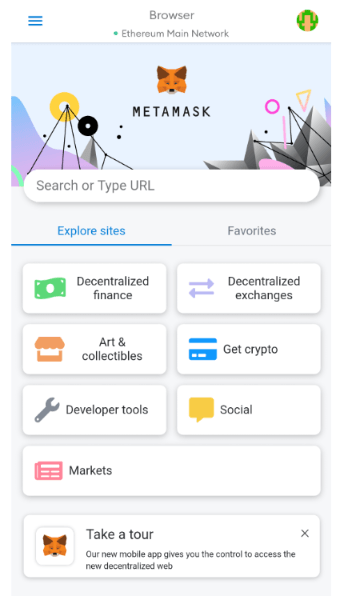 Browser
Ethereum Main Network
METAMASK
Search or Type URL
Explore sites
Favorites
Decentralized
finance
Decentralized
exchanges
Art &
collectibles
Get crypto
Developer tools
Social
Markets
Take a tour
Our new mobile app gives you the control to access the
new decentralized web